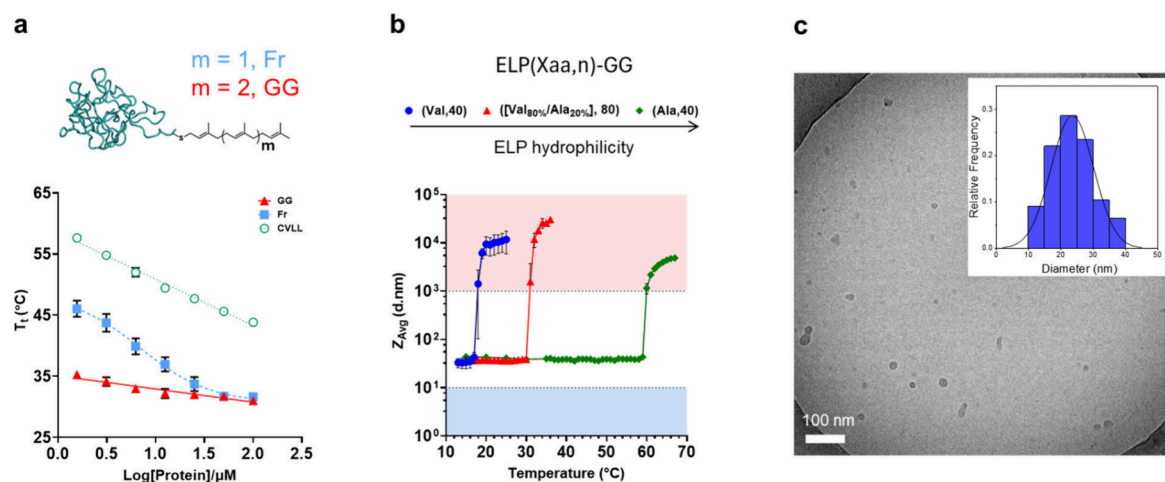 a
m = 1, Fr
m = 2, GG
s
m
65
55
45
35
25
Tt (°C)
GG
Fr
CVLL
0.0 0.5 1.0 1.5 2.0 2.5
Log[Protein]/µM
b
ELP(Xaa,n)-GG
(Val,40) ([Val80%/Ala20%], 80) (Ala,40)
ELP hydrophilicity
10⁵
10⁴
10³
10²
10¹
10⁰
ZAvg (d.nm)
10 20 30 40 50 60 70
Temperature (°C)
c
0.3
0.2
0.1
0.0
Relative Frequency
0 10 20 30 40 50
Diameter (nm)
100 nm